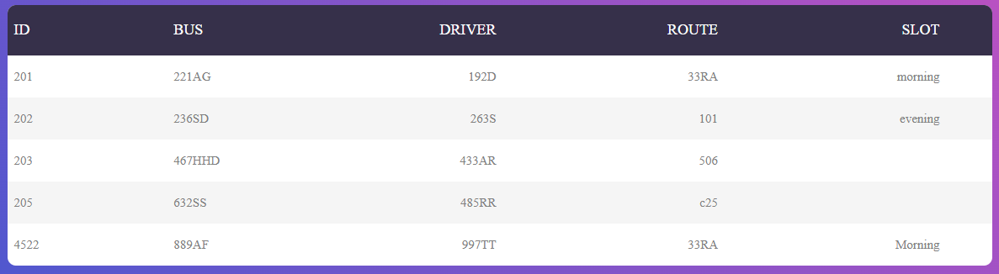 ID BUS DRIVER ROUTE SLOT
201 221AG 192D 33RA morning
202 236SD 263S 101 evening
203 467HHD 433AR 506
205 632SS 485RR c25
4522 889AF 997TT 33RA Morning